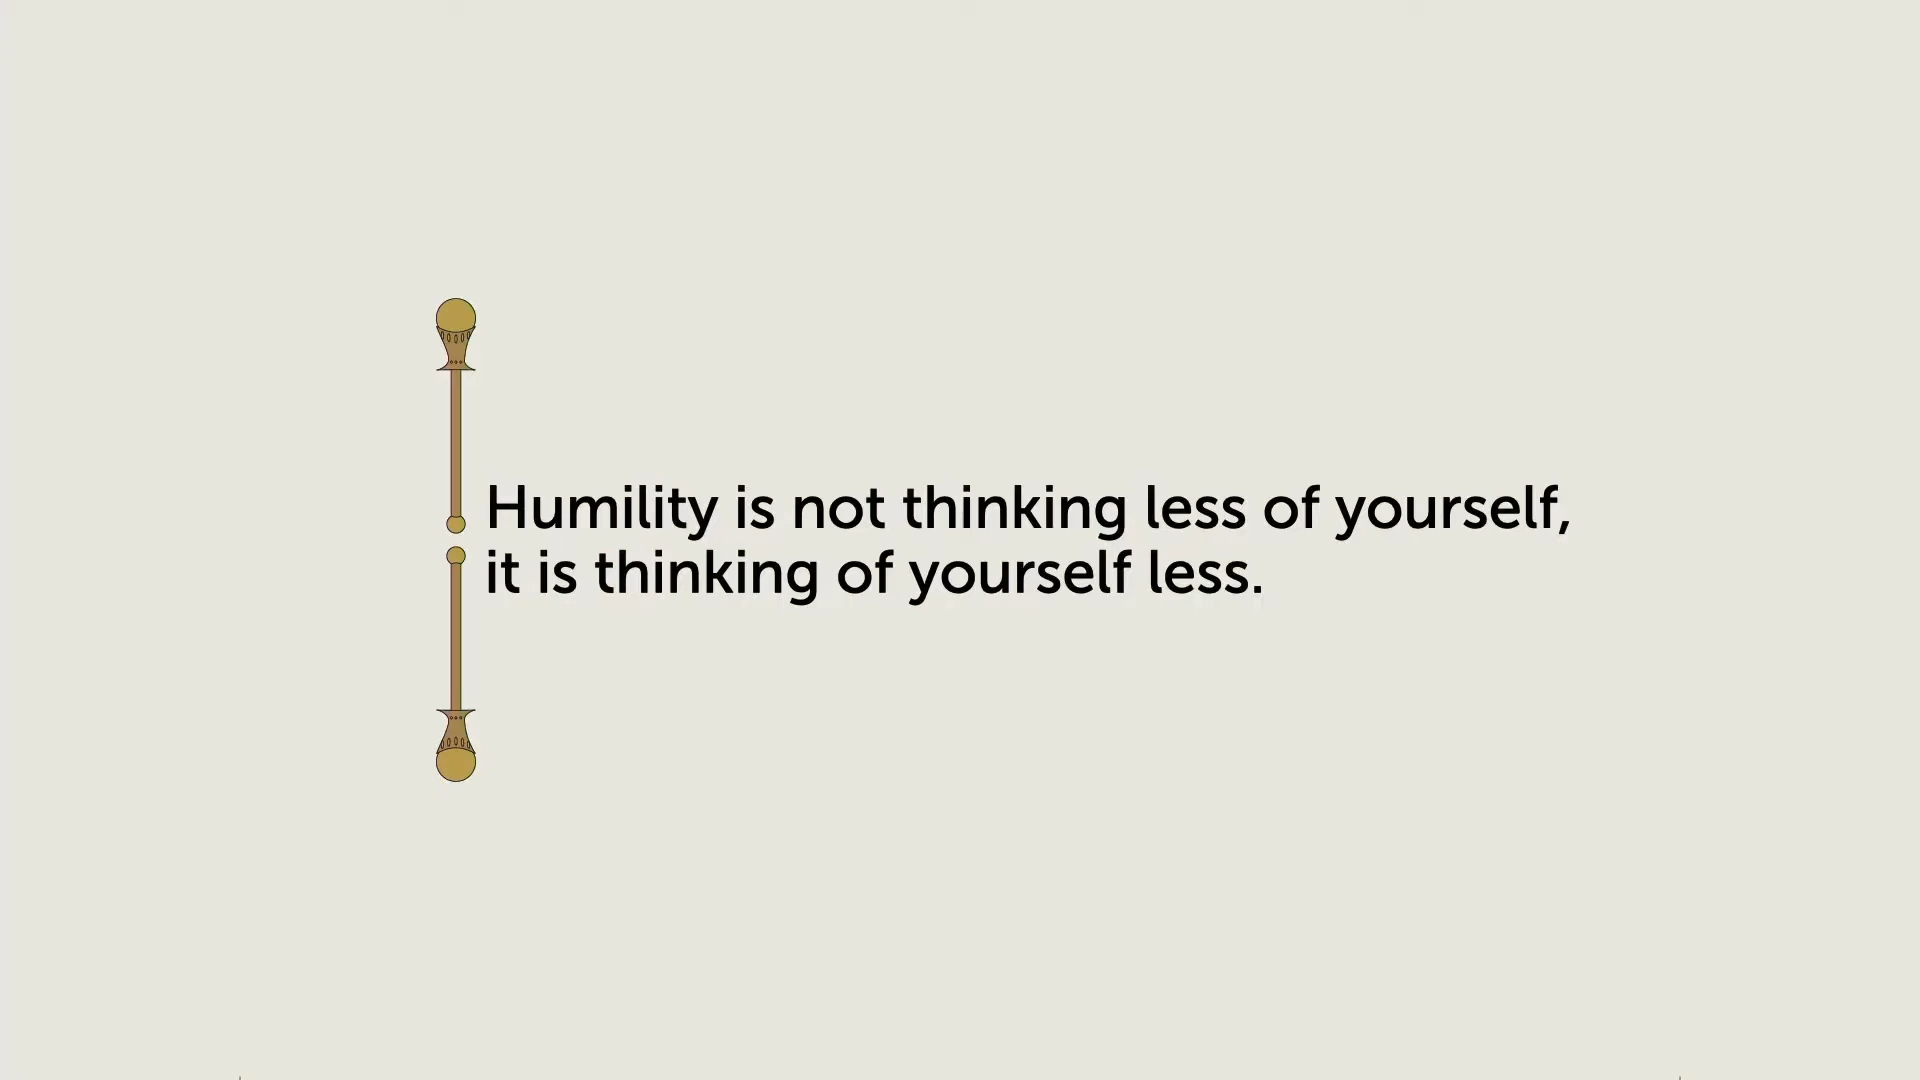 Humility is not thinking less of yourself,
it is thinking of yourself less.